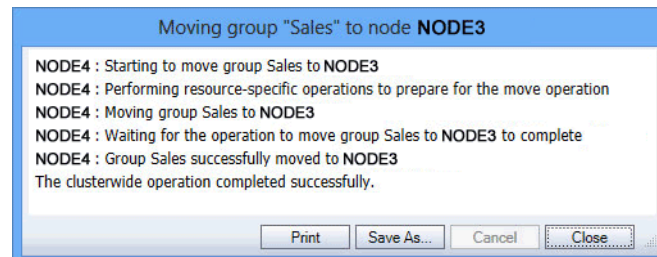 Moving group "Sales" to node NODE3
NODE4 : Starting to move group Sales to NODE3
NODE4 : Performing resource-specific operations to prepare for the move operation
NODE4 : Moving group Sales to NODE3
NODE4 : Waiting for the operation to move group Sales to NODE3 to complete
NODE4 : Group Sales successfully moved to NODE3
The clusterwide operation completed successfully.
Print Save As... Cancel Close